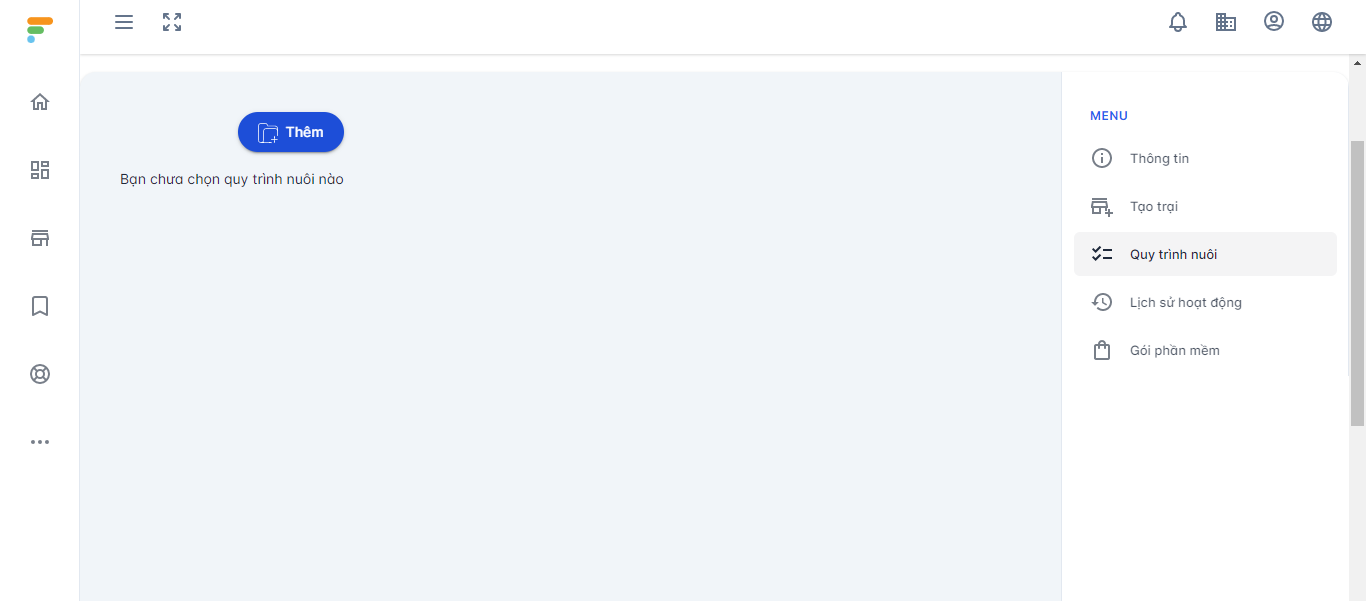 Thêm
Bạn chưa chọn quy trình nuôi nào
MENU
Thông tin
Tạo trại
Quy trình nuôi
Lịch sử hoạt động
Gói phần mềm